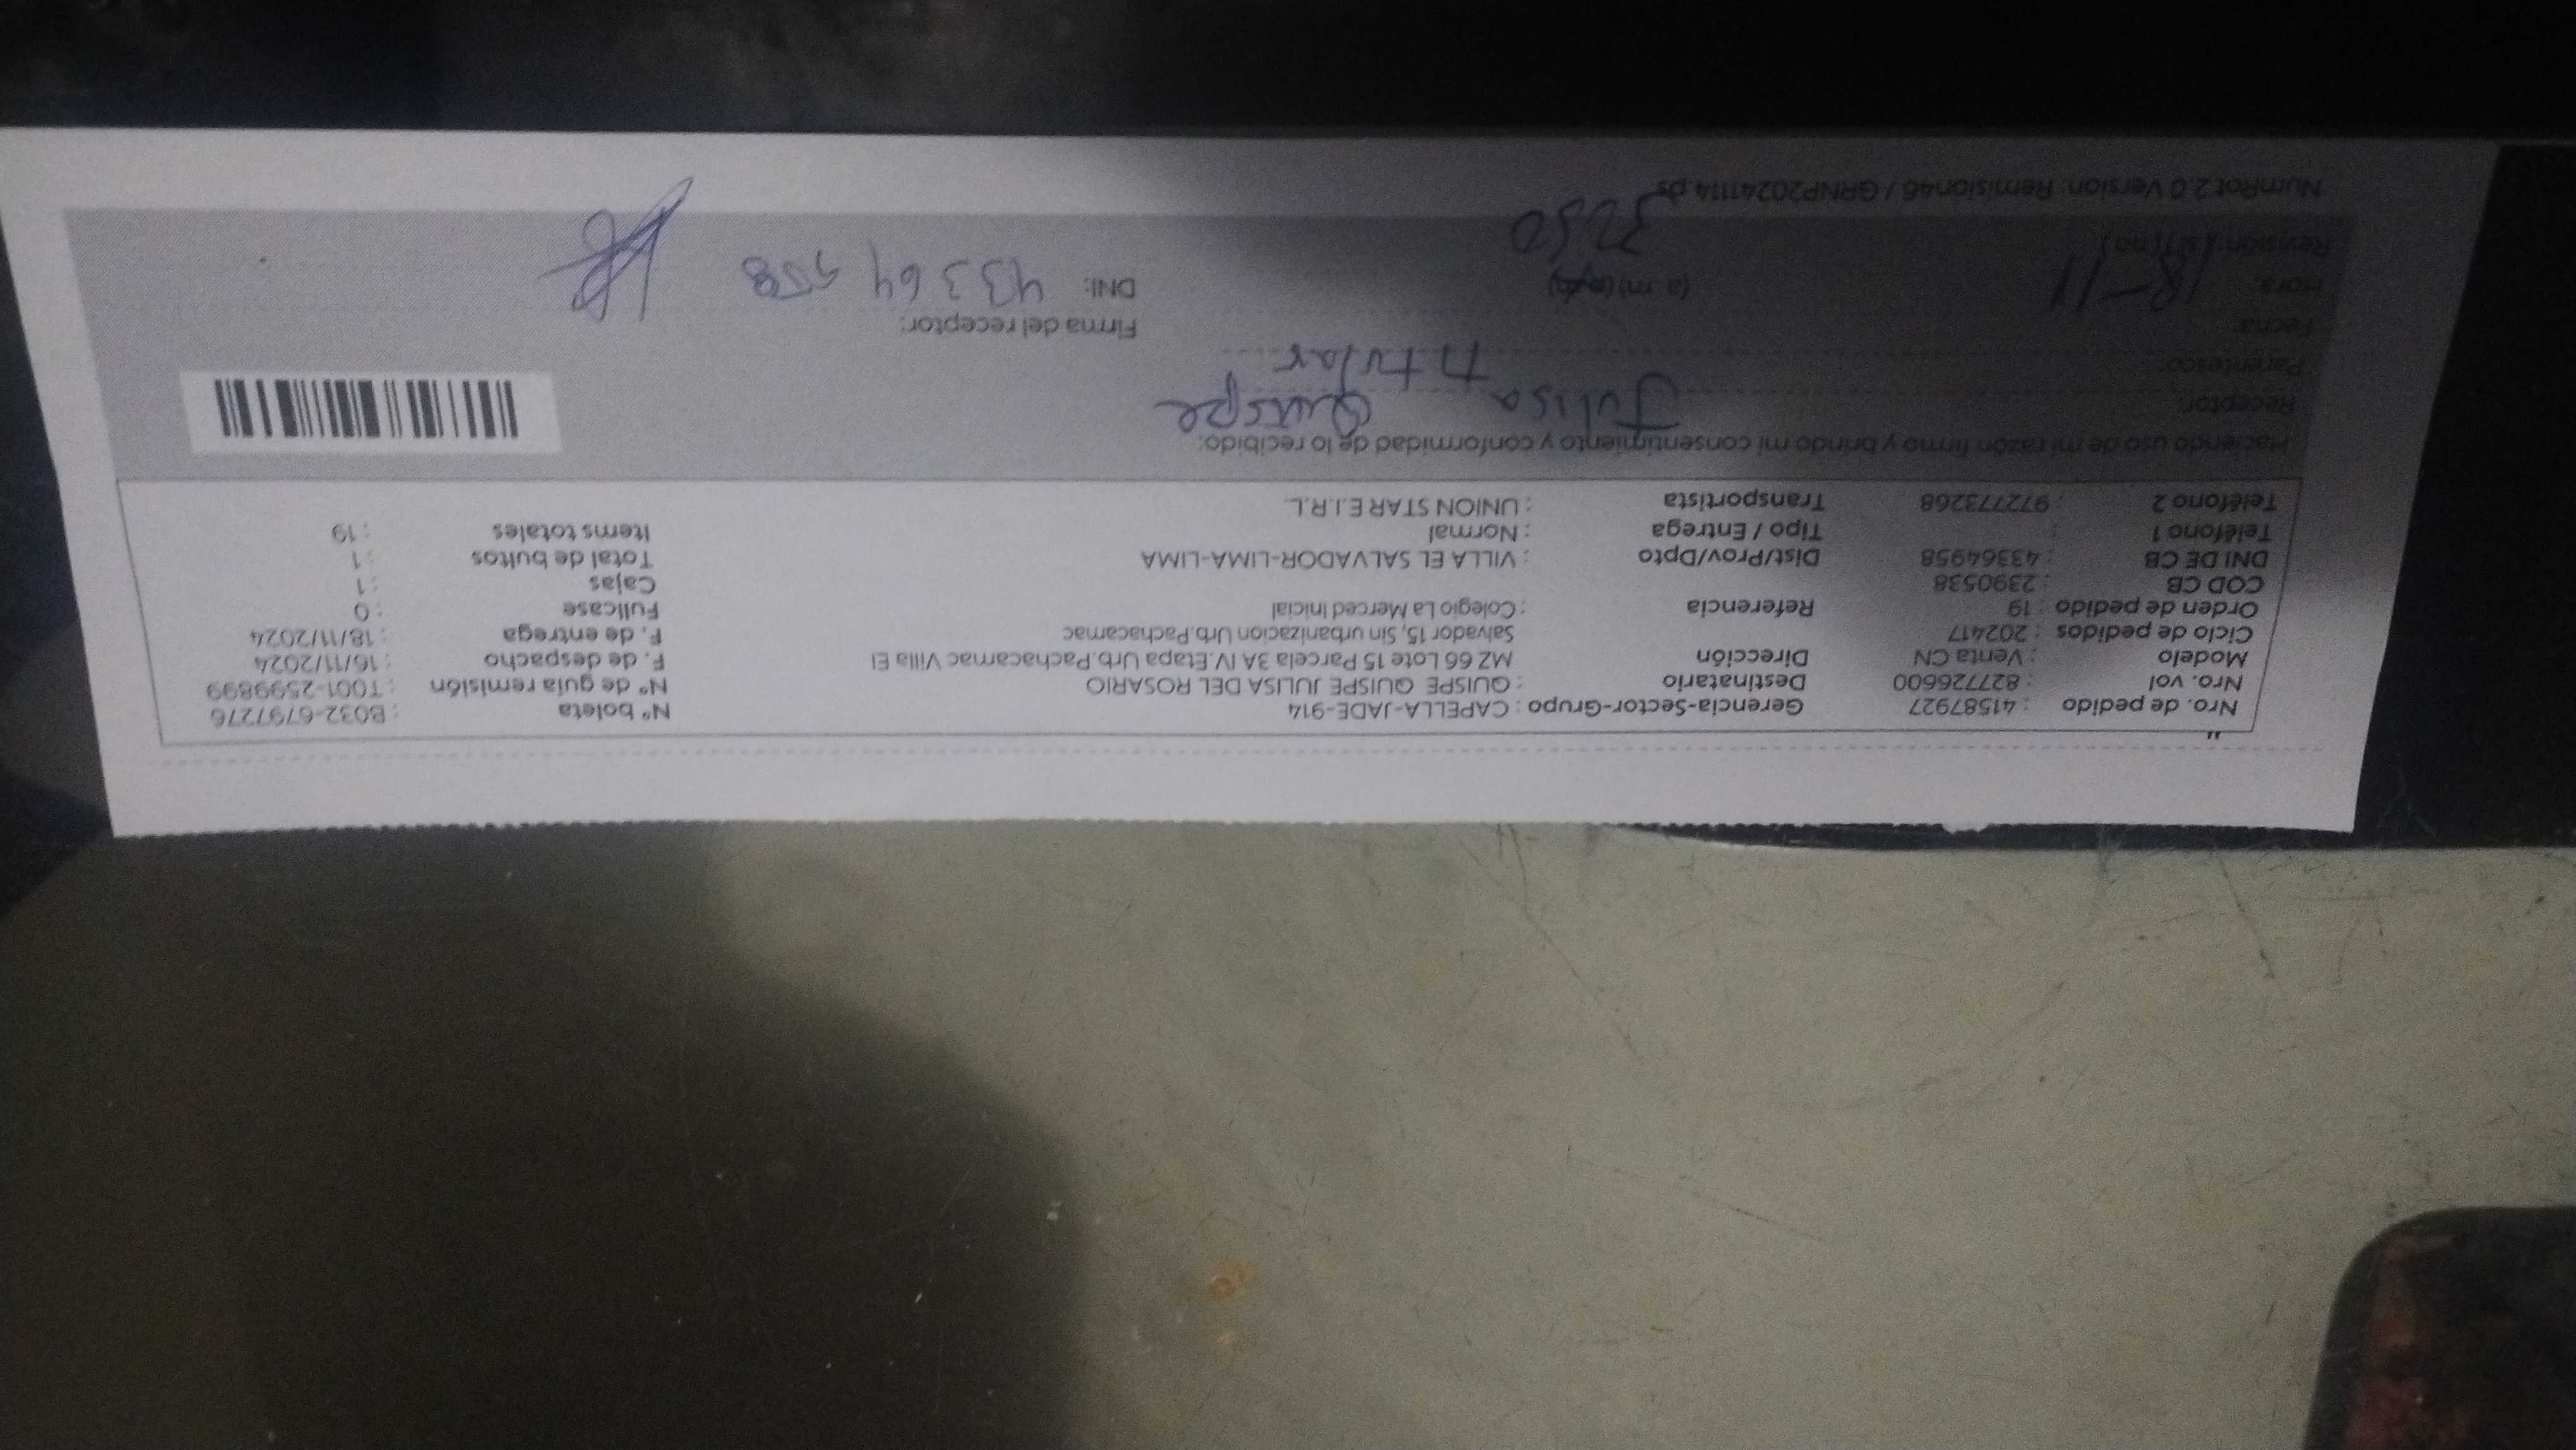 Nro. de pedido : 41587927 Gerencia-Sector-Grupo : CAPELLA-JADE-914 N° boleta : B032-6797276
Nro. vol : 827726600 Destinatario : QUISPE QUISPE JULISA DEL ROSARIO N° de guía remisión : T001-2599899
Modelo : Venta CN Dirección MZ 66 Lote 15 Parcela 3A IV.Etapa Urb.Pachacamac Villa El F. de despacho : 16/11/2024
Ciclo de pedidos : 202417 Salvador 15, Sin urbanizacion Urb.Pachacamac F. de entrega : 18/11/2024
Orden de pedido : 19 Referencia : Colegio La Merced Inicial Fullcase : 0
COD CB : 2390538 Cajas : 1
DNI DE CB : 43364958 Dist/Prov/Dpto : VILLA EL SALVADOR-LIMA-LIMA Total de bultos : 1
Teléfono 1 : Tipo / Entrega : Normal Items totales : 19
Teléfono 2 : 972773268 Transportista : UNION STAR E.I.R.L.
Haciendo uso de mi razón firmo y brindo mi consentimiento y conformidad de lo recibido:
Receptor: Julisa Quispe
Parentesco: titular
Fecha: Firma del receptor:
Hora: 18-11 (a.m) DNI: 43364958
Revisión: ( si ) ( no ) 3250
NumRot 2.0 Version: Remision46 / GRNP20241114.ps